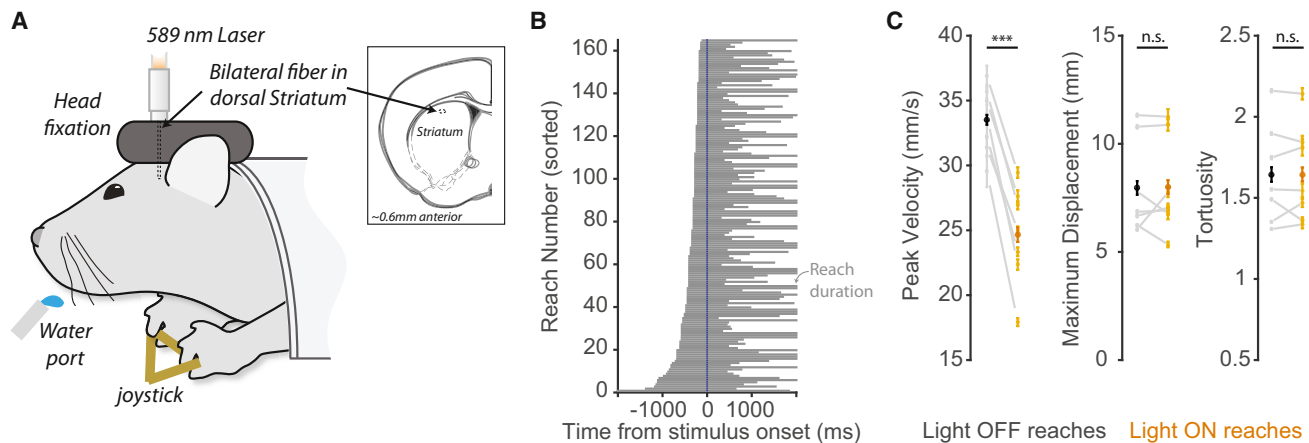 A
589 nm Laser
Bilateral fiber in
dorsal Striatum
Head
fixation
Striatum
~0.6mm anterior
Water
port
joystick
B
Reach Number (sorted)
160
140
120
100
80
60
40
20
0
Reach
duration
-1000 0 1000
Time from stimulus onset (ms)
C
***
Peak Velocity (mm/s)
40
35
30
25
20
15
n.s.
Maximum Displacement (mm)
15
10
5
0
n.s.
Tortuosity
2.5
2
1.5
1
0.5
Light OFF reaches Light ON reaches